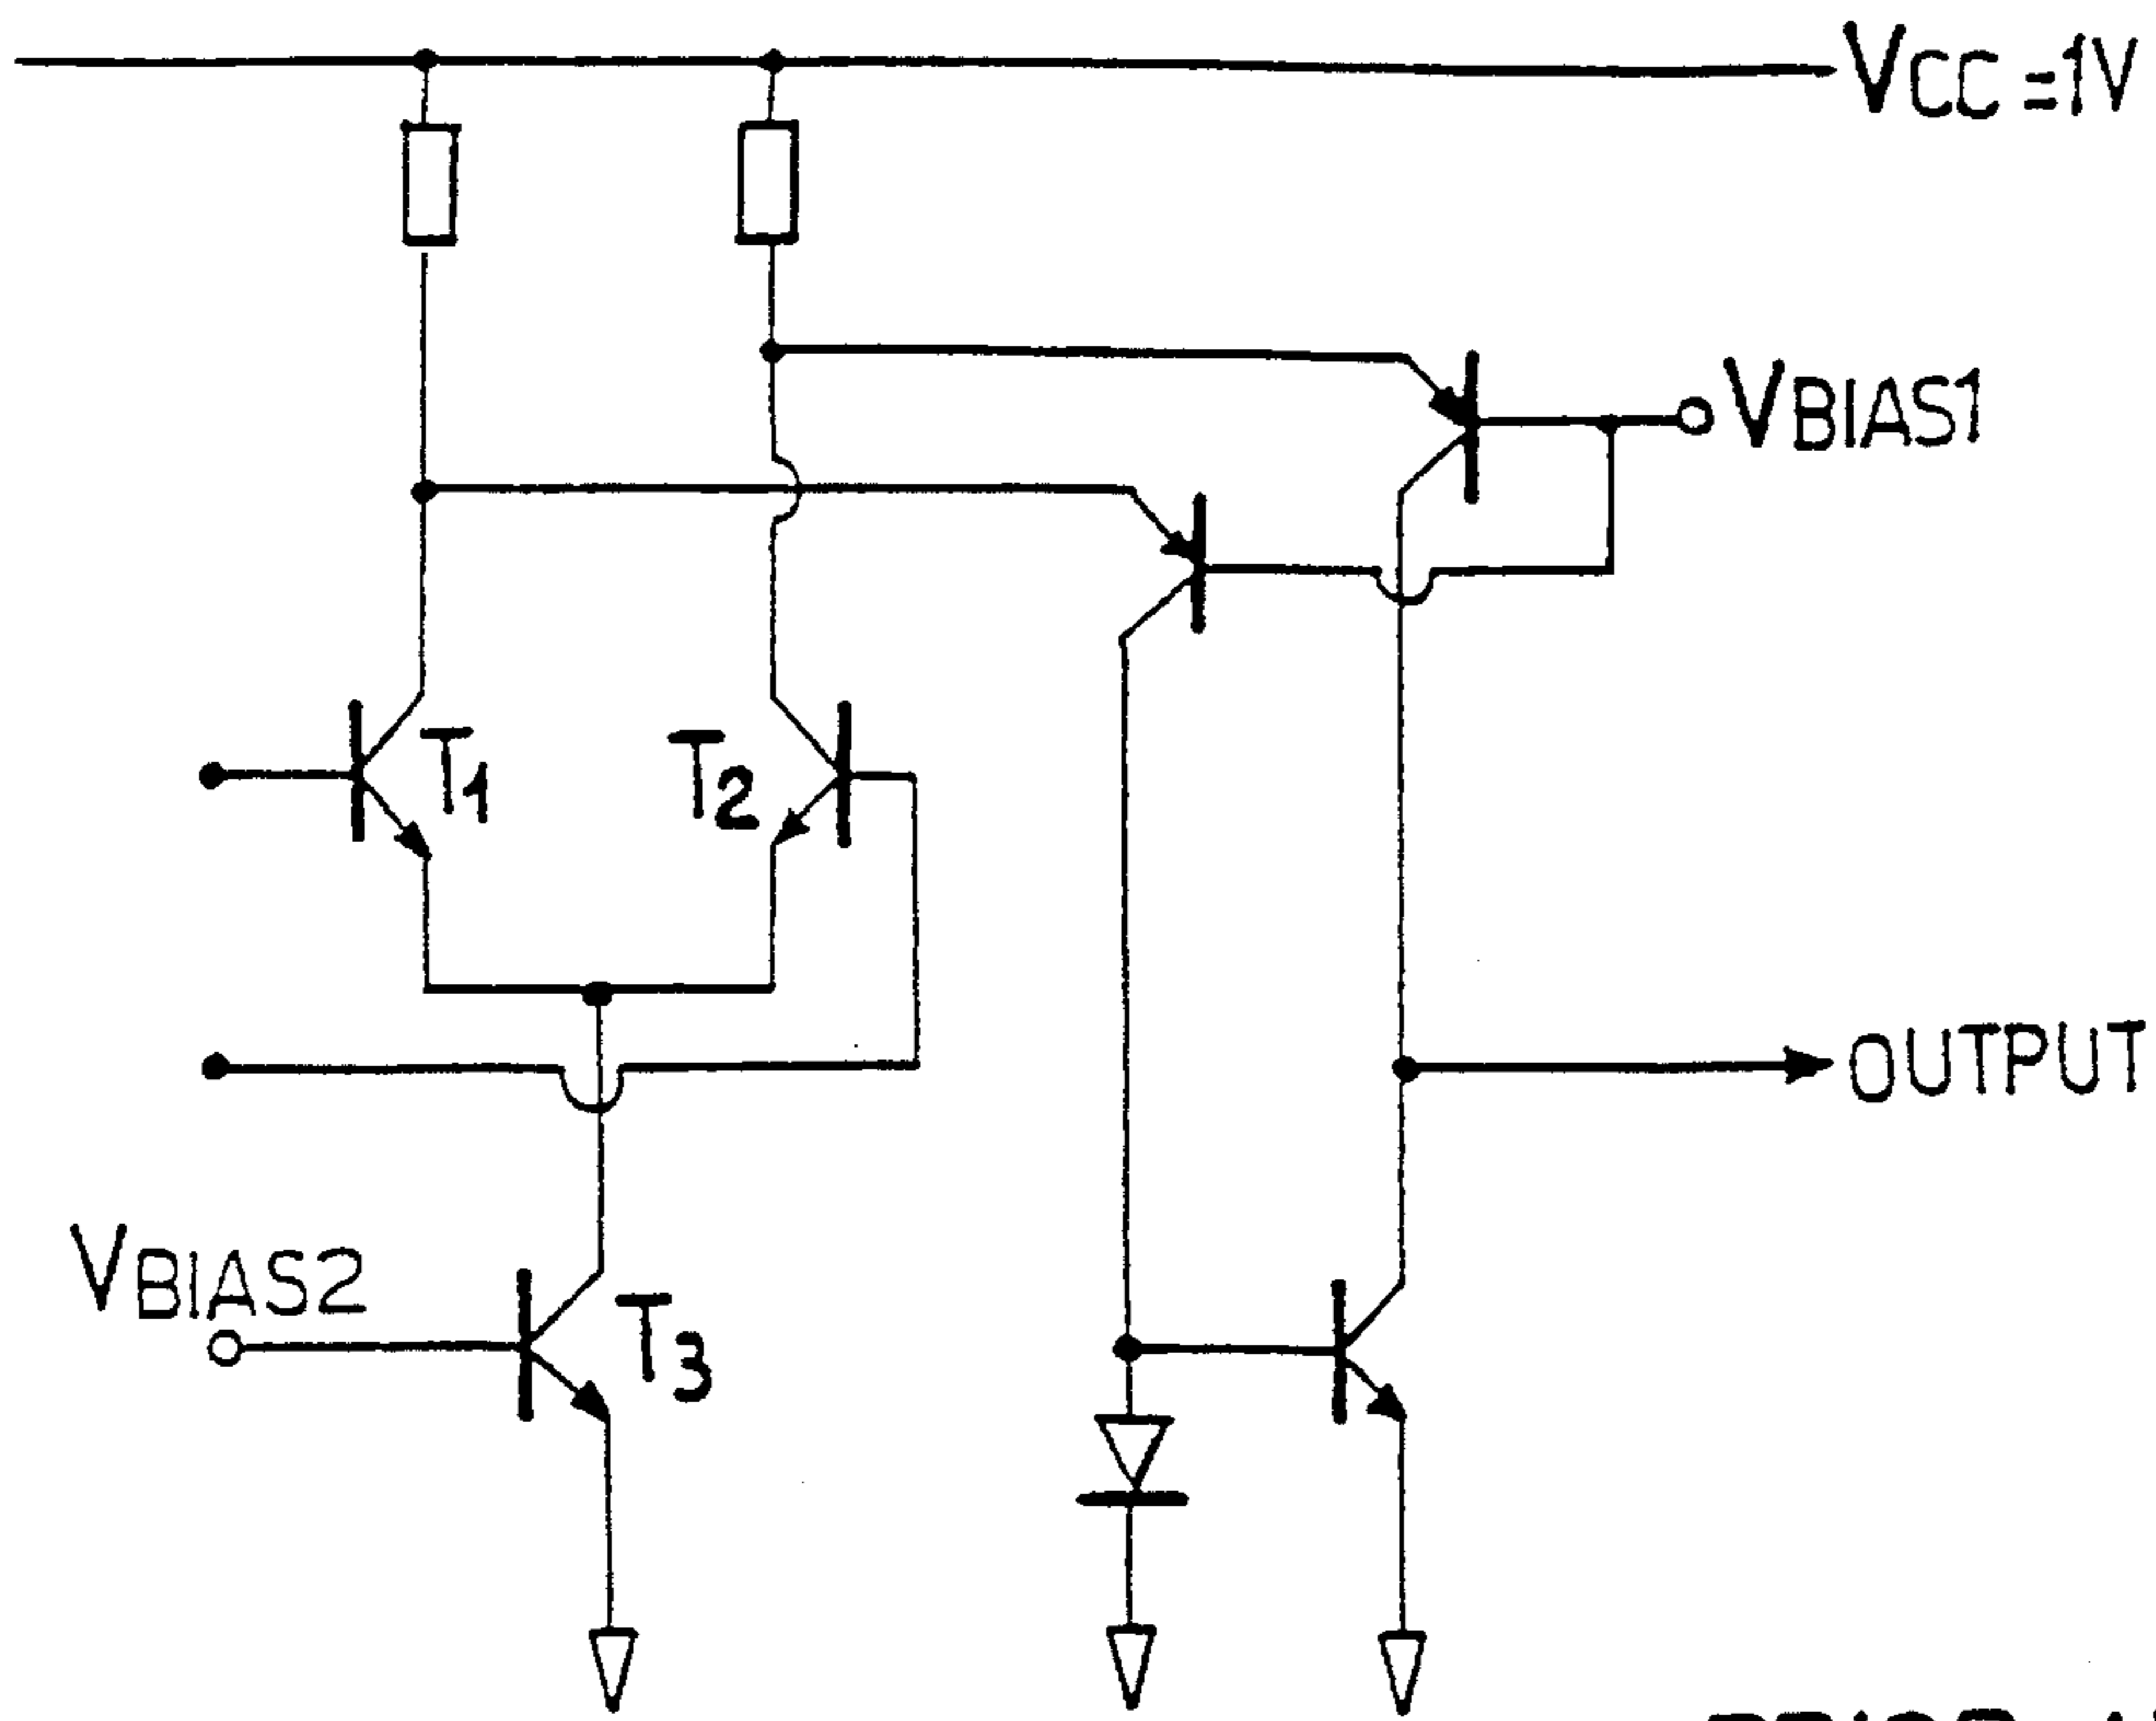 VCC=1V
VBIAS1
T1
T2
OUTPUT
VBIAS2
T3